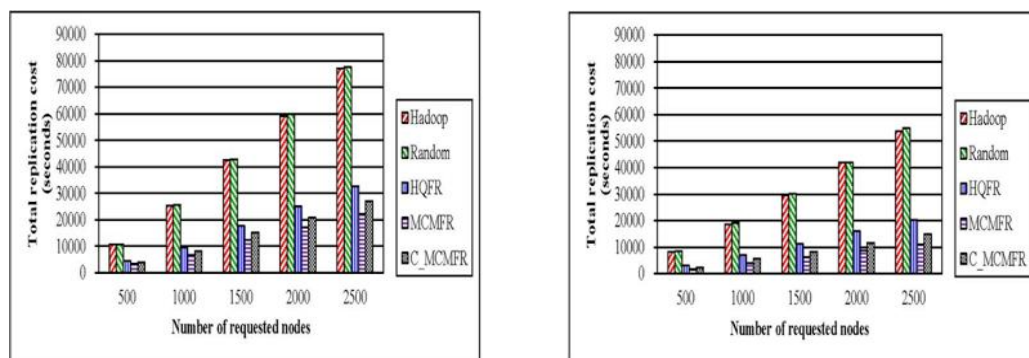 Total replication cost
(seconds)
90000
80000
70000
60000
50000
40000
30000
20000
10000
0
500 1000 1500 2000 2500
Number of requested nodes
Hadoop
Random
HQFR
MCMFR
C_MCMFR
Total replication cost
(seconds)
90000
80000
70000
60000
50000
40000
30000
20000
10000
0
500 1000 1500 2000 2500
Number of requested nodes
Hadoop
Random
HQFR
MCMFR
C_MCMFR